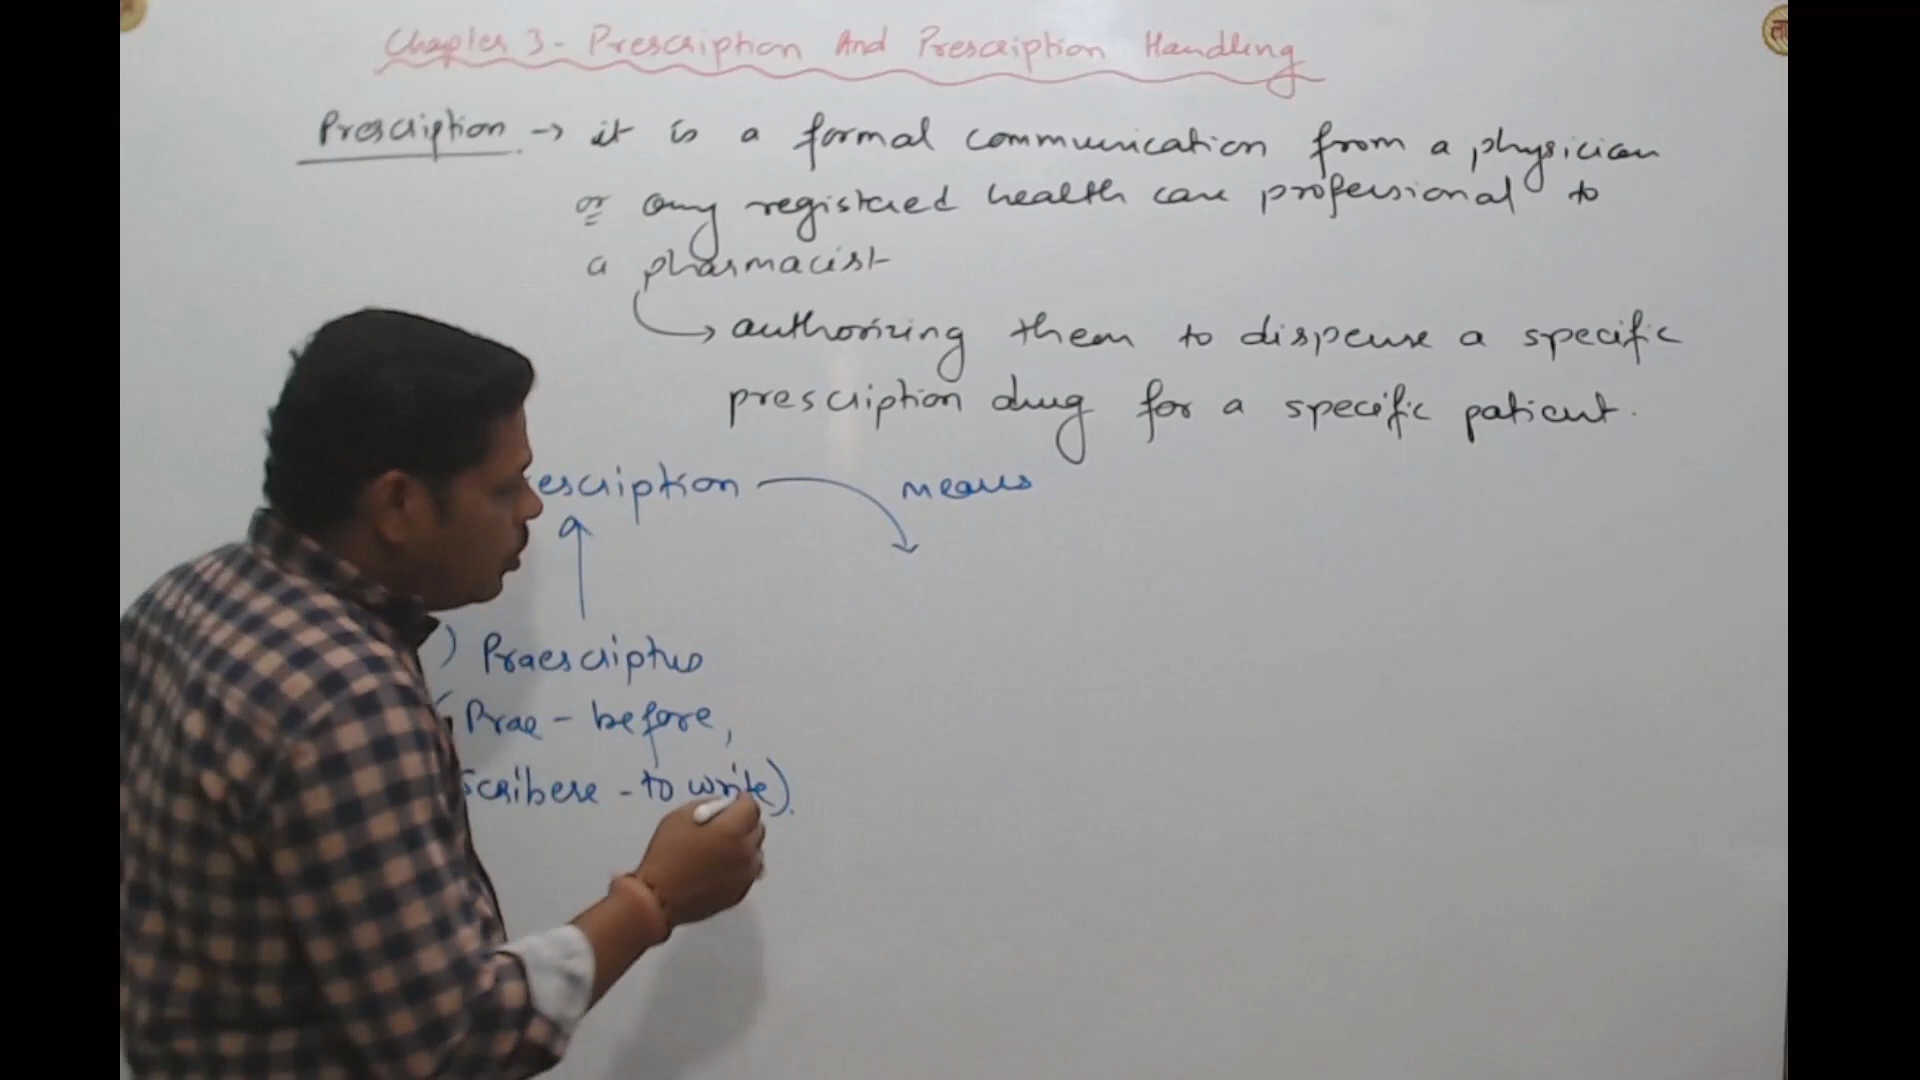 Chapter 3 - Prescription And Prescription Handling
Prescription → it is a formal communication from a physician
or any registered health care professional to
a pharmacist
→ authorizing them to dispense a specific
prescription drug for a specific patient.
escription means
) Praescriptus
( Prae - before,
scribere - to write).